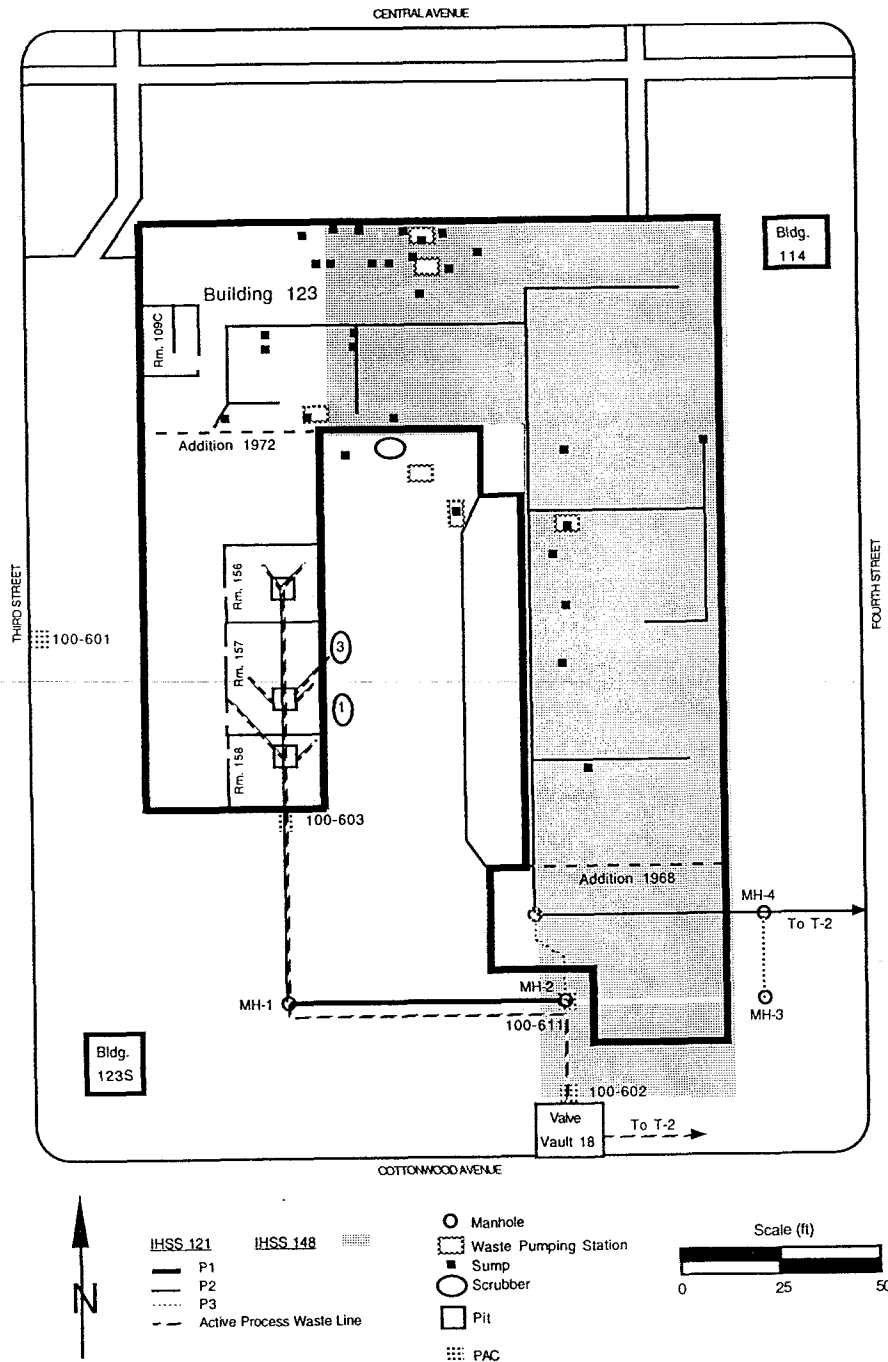 CENTRAL AVENUE
Bldg.
114
Building 123
Rm. 109C
Addition 1972
THIRD STREET
FOURTH STREET
Rm. 156
100-601
Rm. 157
3
1
Rm. 158
100-603
Addition 1968
MH-4
To T-2
MH-1
MH-2
MH-3
100-611
Bldg.
123S
100-602
Valve
Vault 18
To T-2
COTTONWOOD AVENUE
N
IHSS 121
IHSS 148
P1
P2
P3
Active Process Waste Line
Manhole
Waste Pumping Station
Sump
Scrubber
Pit
PAC
Scale (ft)
0
25